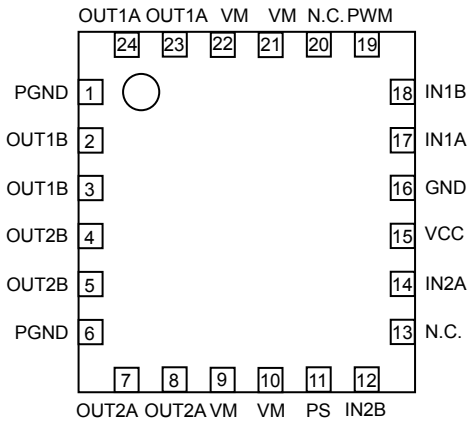 OUT1A OUT1A VM VM N.C. PWM
24 23 22 21 20 19
PGND 1 18 IN1B
OUT1B 2 17 IN1A
OUT1B 3 16 GND
OUT2B 4 15 VCC
OUT2B 5 14 IN2A
PGND 6 13 N.C.
7 8 9 10 11 12
OUT2A OUT2A VM VM PS IN2B